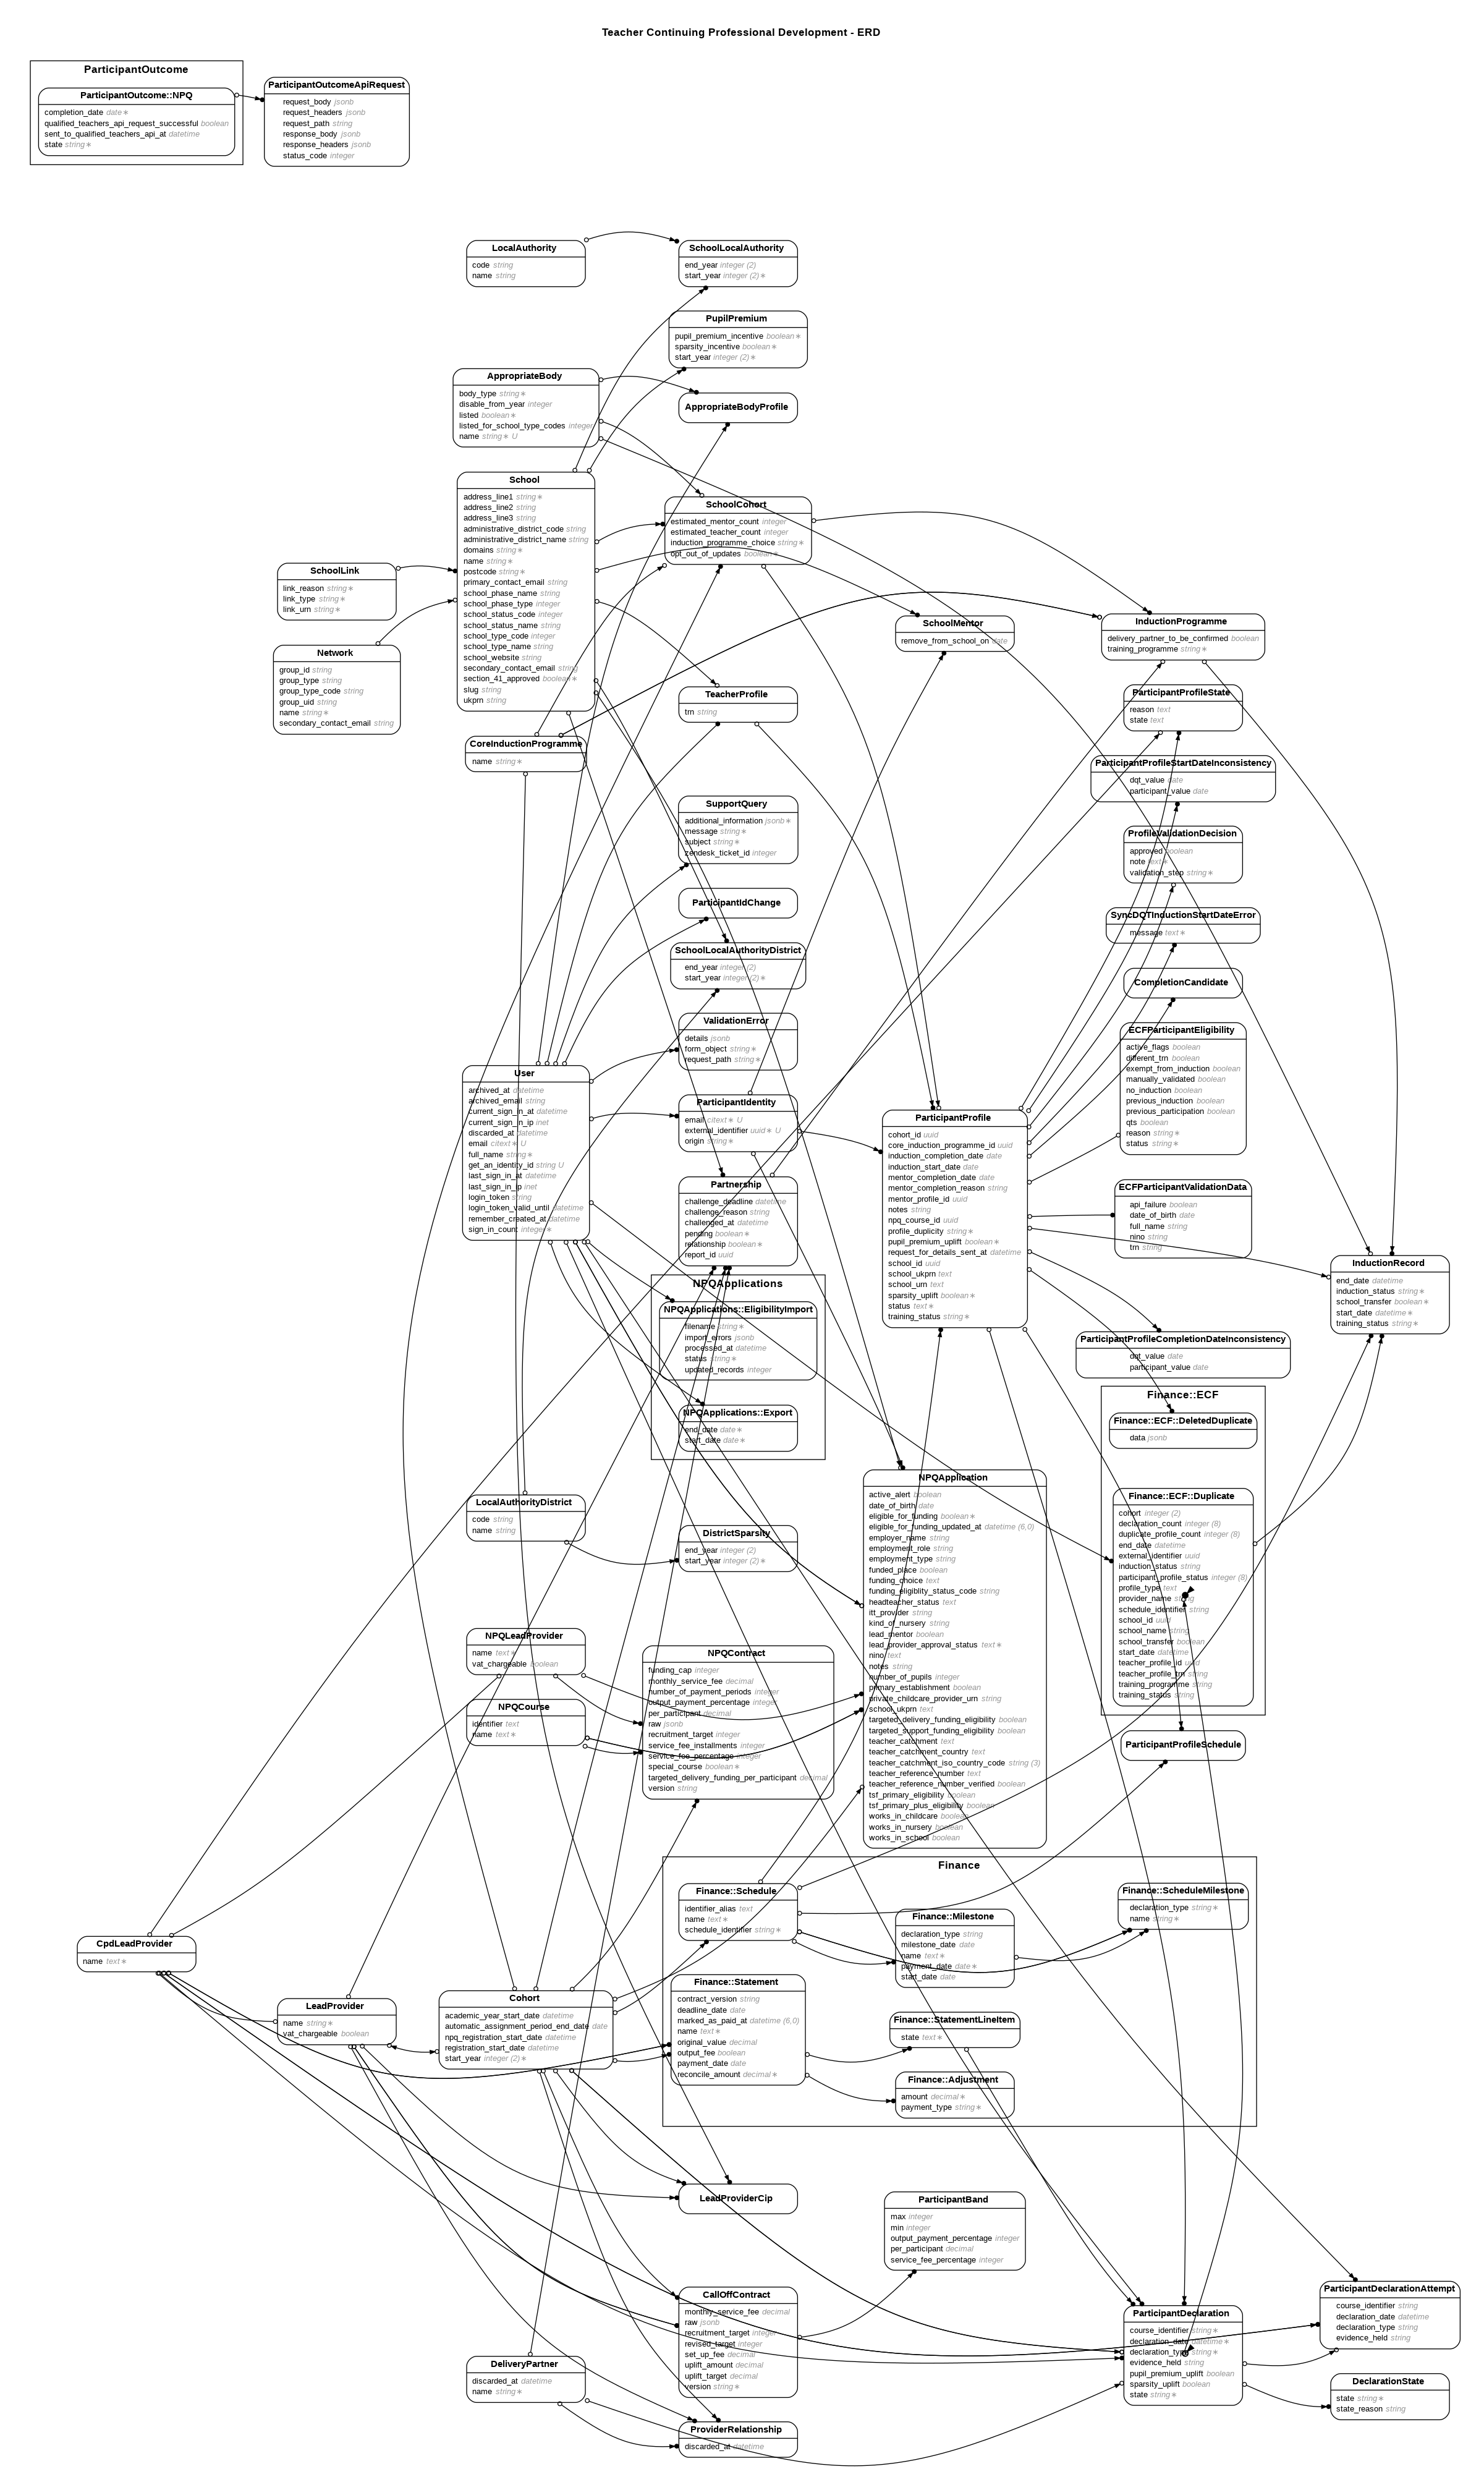 Teacher Continuing Professional Development - ERD
ParticipantOutcome
ParticipantOutcome::NPQ
completion_date date∗
qualified_teachers_api_request_successful boolean
sent_to_qualified_teachers_api_at datetime
state string∗
ParticipantOutcomeApiRequest
request_body jsonb
request_headers jsonb
request_path string
response_body jsonb
response_headers jsonb
status_code integer
LocalAuthority
code string
name string
SchoolLocalAuthority
end_year integer (2)
start_year integer (2)∗
PupilPremium
pupil_premium_incentive boolean∗
sparsity_incentive boolean∗
start_year integer (2)∗
AppropriateBody
body_type string∗
disable_from_year integer
listed boolean∗
listed_for_school_type_codes integer
name string∗ U
AppropriateBodyProfile
School
address_line1 string∗
address_line2 string
address_line3 string
administrative_district_code string
administrative_district_name string
domains string∗
name string∗
postcode string∗
primary_contact_email string
school_phase_name string
school_phase_type integer
school_status_code integer
school_status_name string
school_type_code integer
school_type_name string
school_website string
secondary_contact_email string
section_41_approved boolean∗
slug string
ukprn string
SchoolCohort
estimated_mentor_count integer
estimated_teacher_count integer
induction_programme_choice string∗
opt_out_of_updates boolean∗
SchoolLink
link_reason string∗
link_type string∗
link_urn string∗
Network
group_id string
group_type string
group_type_code string
group_uid string
name string∗
secondary_contact_email string
SchoolMentor
remove_from_school_on date
InductionProgramme
delivery_partner_to_be_confirmed boolean
training_programme string∗
TeacherProfile
trn string
ParticipantProfileState
reason text
state text
CoreInductionProgramme
name string∗
ParticipantProfileStartDateInconsistency
dqt_value date
participant_value date
SupportQuery
additional_information jsonb∗
message string∗
subject string∗
zendesk_ticket_id integer
ProfileValidationDecision
approved boolean
note text∗
validation_step string∗
ParticipantIdChange
SyncDQTInductionStartDateError
message text∗
SchoolLocalAuthorityDistrict
end_year integer (2)
start_year integer (2)∗
CompletionCandidate
ValidationError
details jsonb
form_object string∗
request_path string∗
ECFParticipantEligibility
active_flags boolean
different_trn boolean
exempt_from_induction boolean
manually_validated boolean
no_induction boolean
previous_induction boolean
previous_participation boolean
qts boolean
reason string∗
status string∗
User
archived_at datetime
archived_email string
current_sign_in_at datetime
current_sign_in_ip inet
discarded_at datetime
email citext∗ U
full_name string∗
get_an_identity_id string U
last_sign_in_at datetime
last_sign_in_ip inet
login_token string
login_token_valid_until datetime
remember_created_at datetime
sign_in_count integer∗
ParticipantIdentity
email citext∗ U
external_identifier uuid∗ U
origin string∗
ParticipantProfile
cohort_id uuid
core_induction_programme_id uuid
induction_completion_date date
induction_start_date date
mentor_completion_date date
mentor_completion_reason string
mentor_profile_id uuid
notes string
npq_course_id uuid
profile_duplicity string∗
pupil_premium_uplift boolean∗
request_for_details_sent_at datetime
school_id uuid
school_ukprn text
school_urn text
sparsity_uplift boolean∗
status text∗
training_status string∗
Partnership
challenge_deadline datetime
challenge_reason string
challenged_at datetime
pending boolean∗
relationship boolean∗
report_id uuid
ECFParticipantValidationData
api_failure boolean
date_of_birth date
full_name string
nino string
trn string
InductionRecord
end_date datetime
induction_status string∗
school_transfer boolean∗
start_date datetime∗
training_status string∗
NPQApplications
NPQApplications::EligibilityImport
filename string∗
import_errors jsonb
processed_at datetime
status string∗
updated_records integer
NPQApplications::Export
end_date date∗
start_date date∗
ParticipantProfileCompletionDateInconsistency
dqt_value date
participant_value date
Finance::ECF
Finance::ECF::DeletedDuplicate
data jsonb
Finance::ECF::Duplicate
cohort integer (2)
declaration_count integer (8)
duplicate_profile_count integer (8)
end_date datetime
external_identifier uuid
induction_status string
participant_profile_status integer (8)
profile_type text
provider_name string
schedule_identifier string
school_id uuid
school_name string
school_transfer boolean
start_date datetime
teacher_profile_id uuid
teacher_profile_trn string
training_programme string
training_status string
NPQApplication
active_alert boolean
date_of_birth date
eligible_for_funding boolean∗
eligible_for_funding_updated_at datetime (6,0)
employer_name string
employment_role string
employment_type string
funded_place boolean
funding_choice text
funding_eligiblity_status_code string
headteacher_status text
itt_provider string
kind_of_nursery string
lead_mentor boolean
lead_provider_approval_status text∗
nino text
notes string
number_of_pupils integer
primary_establishment boolean
private_childcare_provider_urn string
school_ukprn text
targeted_delivery_funding_eligibility boolean
targeted_support_funding_eligibility boolean
teacher_catchment text
teacher_catchment_country text
teacher_catchment_iso_country_code string (3)
teacher_reference_number text
teacher_reference_number_verified boolean
tsf_primary_eligibility boolean
tsf_primary_plus_eligibility boolean
works_in_childcare boolean
works_in_nursery boolean
works_in_school boolean
LocalAuthorityDistrict
code string
name string
DistrictSparsity
end_year integer (2)
start_year integer (2)∗
NPQLeadProvider
name text∗
vat_chargeable boolean
NPQCourse
identifier text
name text∗
NPQContract
funding_cap integer
monthly_service_fee decimal
number_of_payment_periods integer
output_payment_percentage integer
per_participant decimal
raw jsonb
recruitment_target integer
service_fee_installments integer
service_fee_percentage integer
special_course boolean∗
targeted_delivery_funding_per_participant decimal
version string
ParticipantProfileSchedule
Finance
Finance::Schedule
identifier_alias text
name text∗
schedule_identifier string∗
Finance::Milestone
declaration_type string
milestone_date date
name text∗
payment_date date∗
start_date date
Finance::ScheduleMilestone
declaration_type string∗
name string∗
Finance::Statement
contract_version string
deadline_date date
marked_as_paid_at datetime (6,0)
name text∗
original_value decimal
output_fee boolean
payment_date date
reconcile_amount decimal∗
Finance::StatementLineItem
state text∗
Finance::Adjustment
amount decimal∗
payment_type string∗
CpdLeadProvider
name text∗
LeadProvider
name string∗
vat_chargeable boolean
Cohort
academic_year_start_date datetime
automatic_assignment_period_end_date date
npq_registration_start_date datetime
registration_start_date datetime
start_year integer (2)∗
LeadProviderCip
ParticipantBand
max integer
min integer
output_payment_percentage integer
per_participant decimal
service_fee_percentage integer
CallOffContract
monthly_service_fee decimal
raw jsonb
recruitment_target integer
revised_target integer
set_up_fee decimal
uplift_amount decimal
uplift_target decimal
version string∗
ParticipantDeclaration
course_identifier string∗
declaration_date datetime∗
declaration_type string∗
evidence_held string
pupil_premium_uplift boolean
sparsity_uplift boolean
state string∗
ParticipantDeclarationAttempt
course_identifier string
declaration_date datetime
declaration_type string
evidence_held string
DeliveryPartner
discarded_at datetime
name string∗
DeclarationState
state string∗
state_reason string
ProviderRelationship
discarded_at datetime